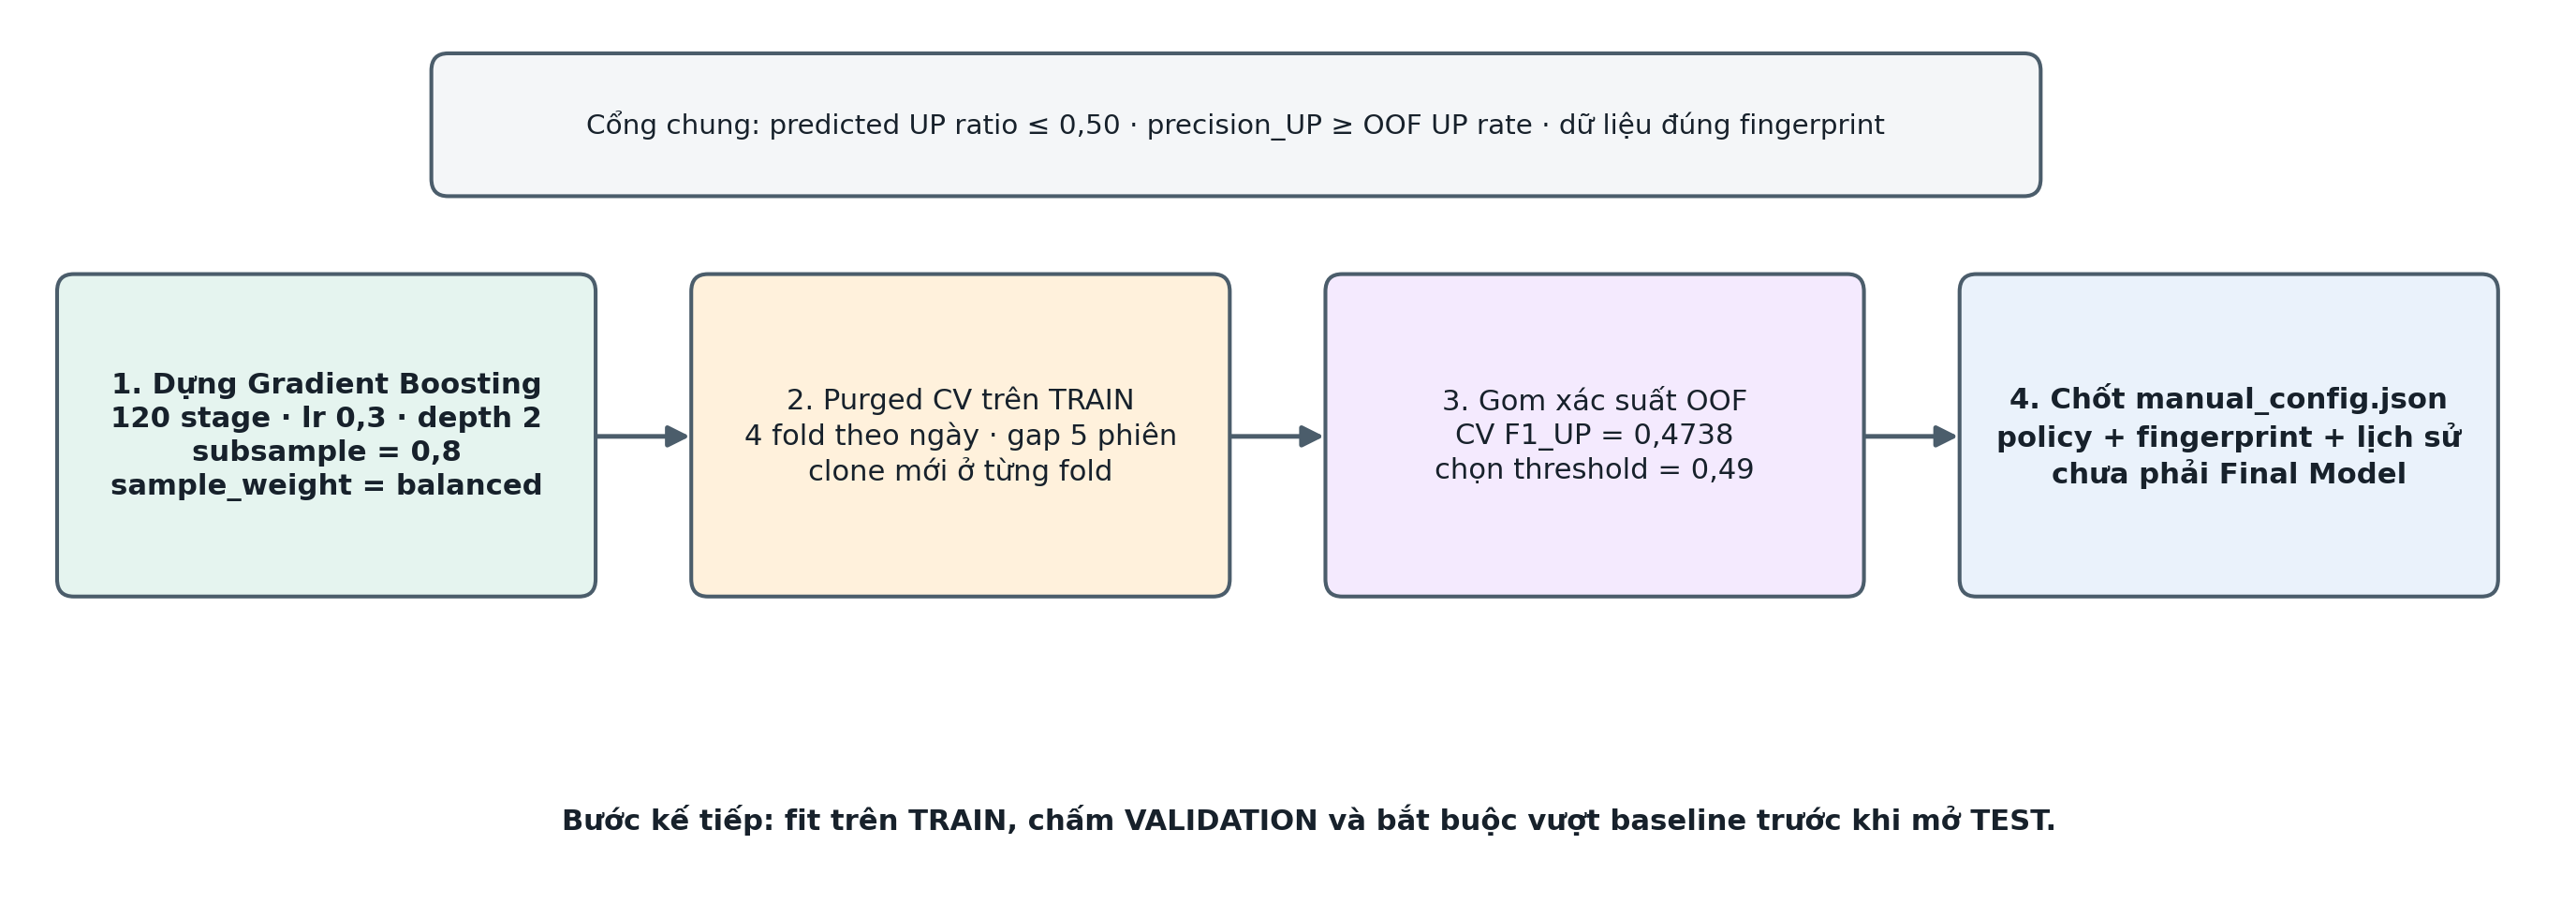 Cổng chung: predicted UP ratio ≤ 0,50 · precision_UP ≥ OOF UP rate · dữ liệu đúng fingerprint
1. Dựng Gradient Boosting
120 stage · lr 0,3 · depth 2
subsample = 0,8
sample_weight = balanced
2. Purged CV trên TRAIN
4 fold theo ngày · gap 5 phiên
clone mới ở từng fold
3. Gom xác suất OOF
CV F1_UP = 0,4738
chọn threshold = 0,49
4. Chốt manual_config.json
policy + fingerprint + lịch sử
chưa phải Final Model
Bước kế tiếp: fit trên TRAIN, chấm VALIDATION và bắt buộc vượt baseline trước khi mở TEST.